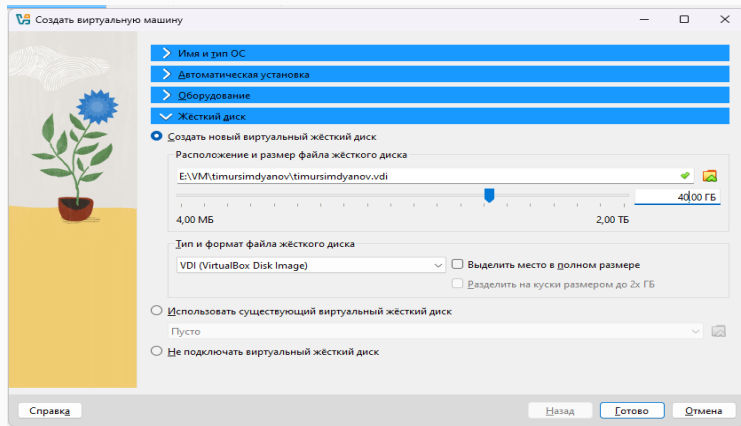 Создать виртуальную машину
Имя и тип ОС
Автоматическая установка
Оборудование
Жёсткий диск
Создать новый виртуальный жёсткий диск
Расположение и размер файла жёсткого диска
E:\VM\timursimdyanov\timursimdyanov.vdi
40,00 ГБ
4,00 МБ 2,00 ТБ
Тип и формат файла жёсткого диска
VDI (VirtualBox Disk Image)
Выделить место в полном размере
Разделить на куски размером до 2х ГБ
Использовать существующий виртуальный жёсткий диск
Пусто
Не подключать виртуальный жёсткий диск
Справка Назад Готово Отмена